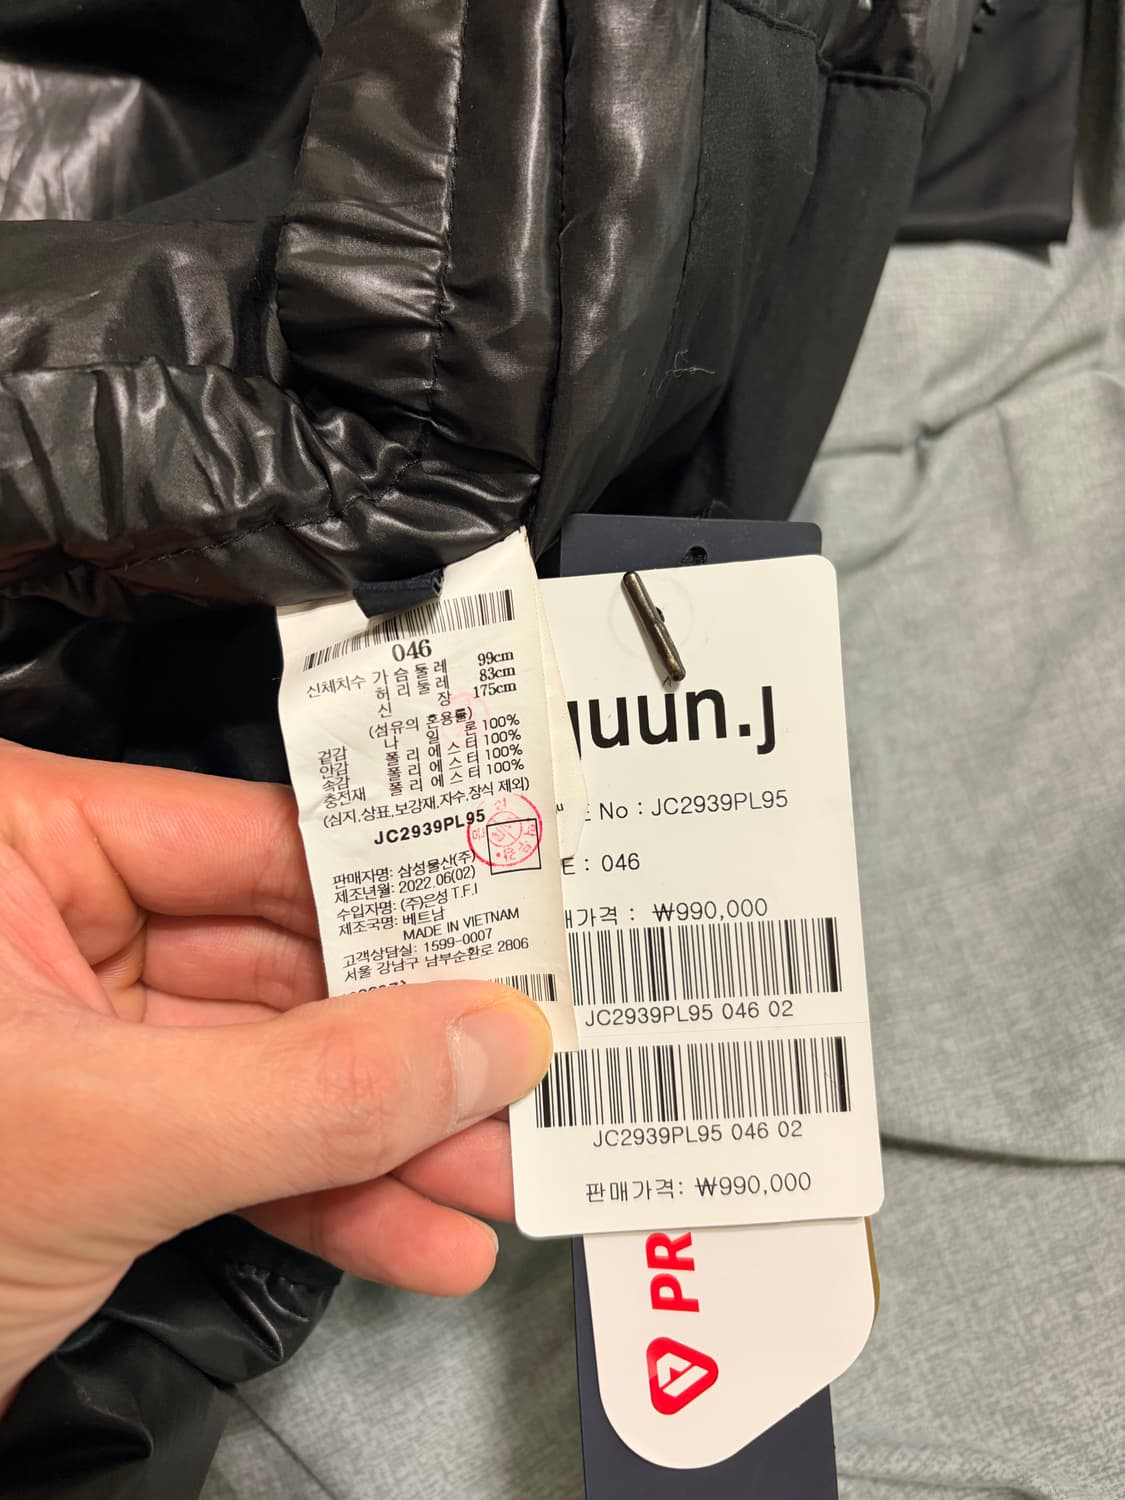 046
신체치수 가슴둘레 99cm
허리둘레 83cm
신장 175cm
(섬유의 혼용률)
겉감 나일론 100%
안감 폴리에스터 100%
속감 폴리에스터 100%
충전재 폴리에스터 100%
(심지,상표,보강재,자수,장식 제외)
JC2939PL95
판매자명: 삼성물산(주)
제조년월: 2022.06(02)
수입자명: (주)은성 T.F.I
제조국명: 베트남
MADE IN VIETNAM
고객상담실: 1599-0007
서울 강남구 남부순환로 2806
uun.j
E No : JC2939PL95
E : 046
매가격 : ₩990,000
JC2939PL95 046 02
JC2939PL95 046 02
판매가격: ₩990,000
PR